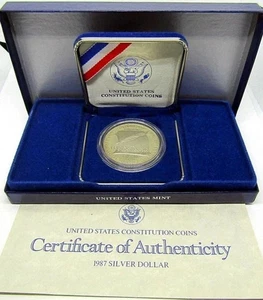 UNITED STATES
CONSTITUTION COINS
UNITED STATES MINT
UNITED STATES CONSTITUTION COINS
Certificate of Authenticity
1987 SILVER DOLLAR